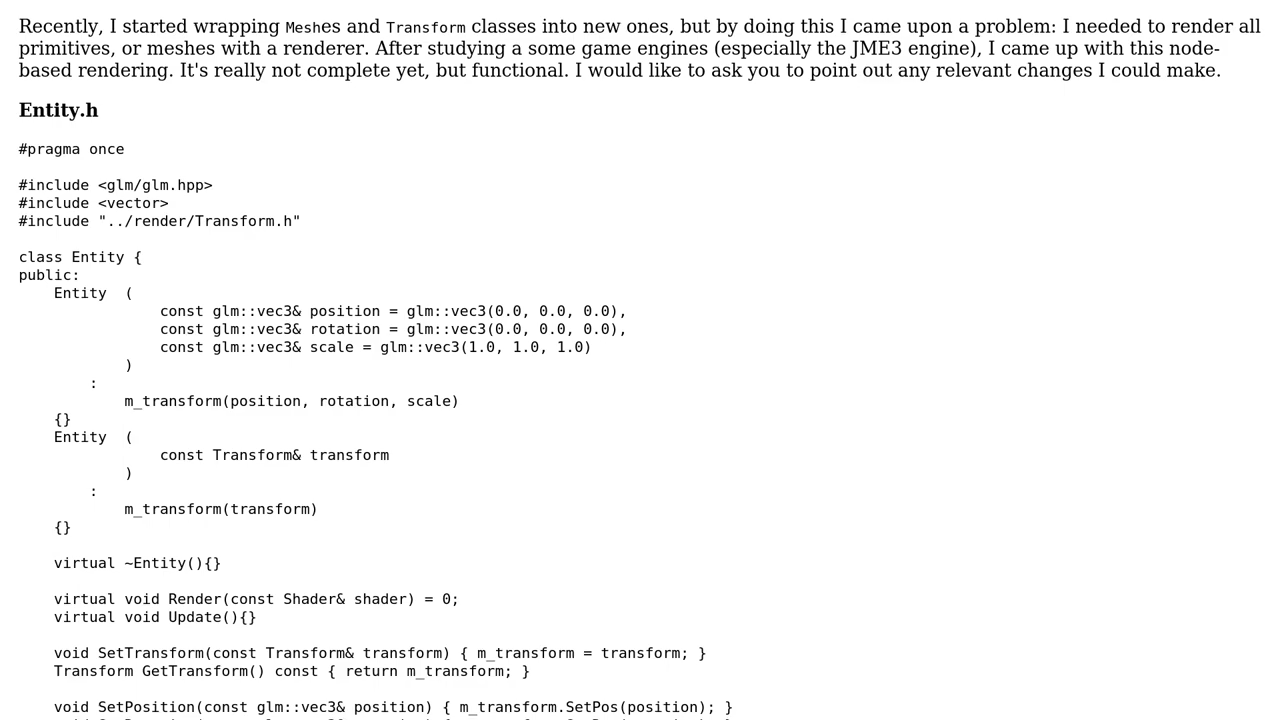 Recently, I started wrapping Meshes and Transform classes into new ones, but by doing this I came upon a problem: I needed to render all
primitives, or meshes with a renderer. After studying a some game engines (especially the JME3 engine), I came up with this node-
based rendering. It's really not complete yet, but functional. I would like to ask you to point out any relevant changes I could make.
Entity.h
#pragma once
#include <glm/glm.hpp>
#include <vector>
#include "../render/Transform.h"
class Entity {
public:
    Entity  (
                const glm::vec3& position = glm::vec3(0.0, 0.0, 0.0),
                const glm::vec3& rotation = glm::vec3(0.0, 0.0, 0.0),
                const glm::vec3& scale = glm::vec3(1.0, 1.0, 1.0)
            )
        :
            m_transform(position, rotation, scale)
    {}
    Entity  (
                const Transform& transform
            )
        :
            m_transform(transform)
    {}
    virtual ~Entity(){}
    virtual void Render(const Shader& shader) = 0;
    virtual void Update(){}
    void SetTransform(const Transform& transform) { m_transform = transform; }
    Transform GetTransform() const { return m_transform; }
    void SetPosition(const glm::vec3& position) { m_transform.SetPos(position); }